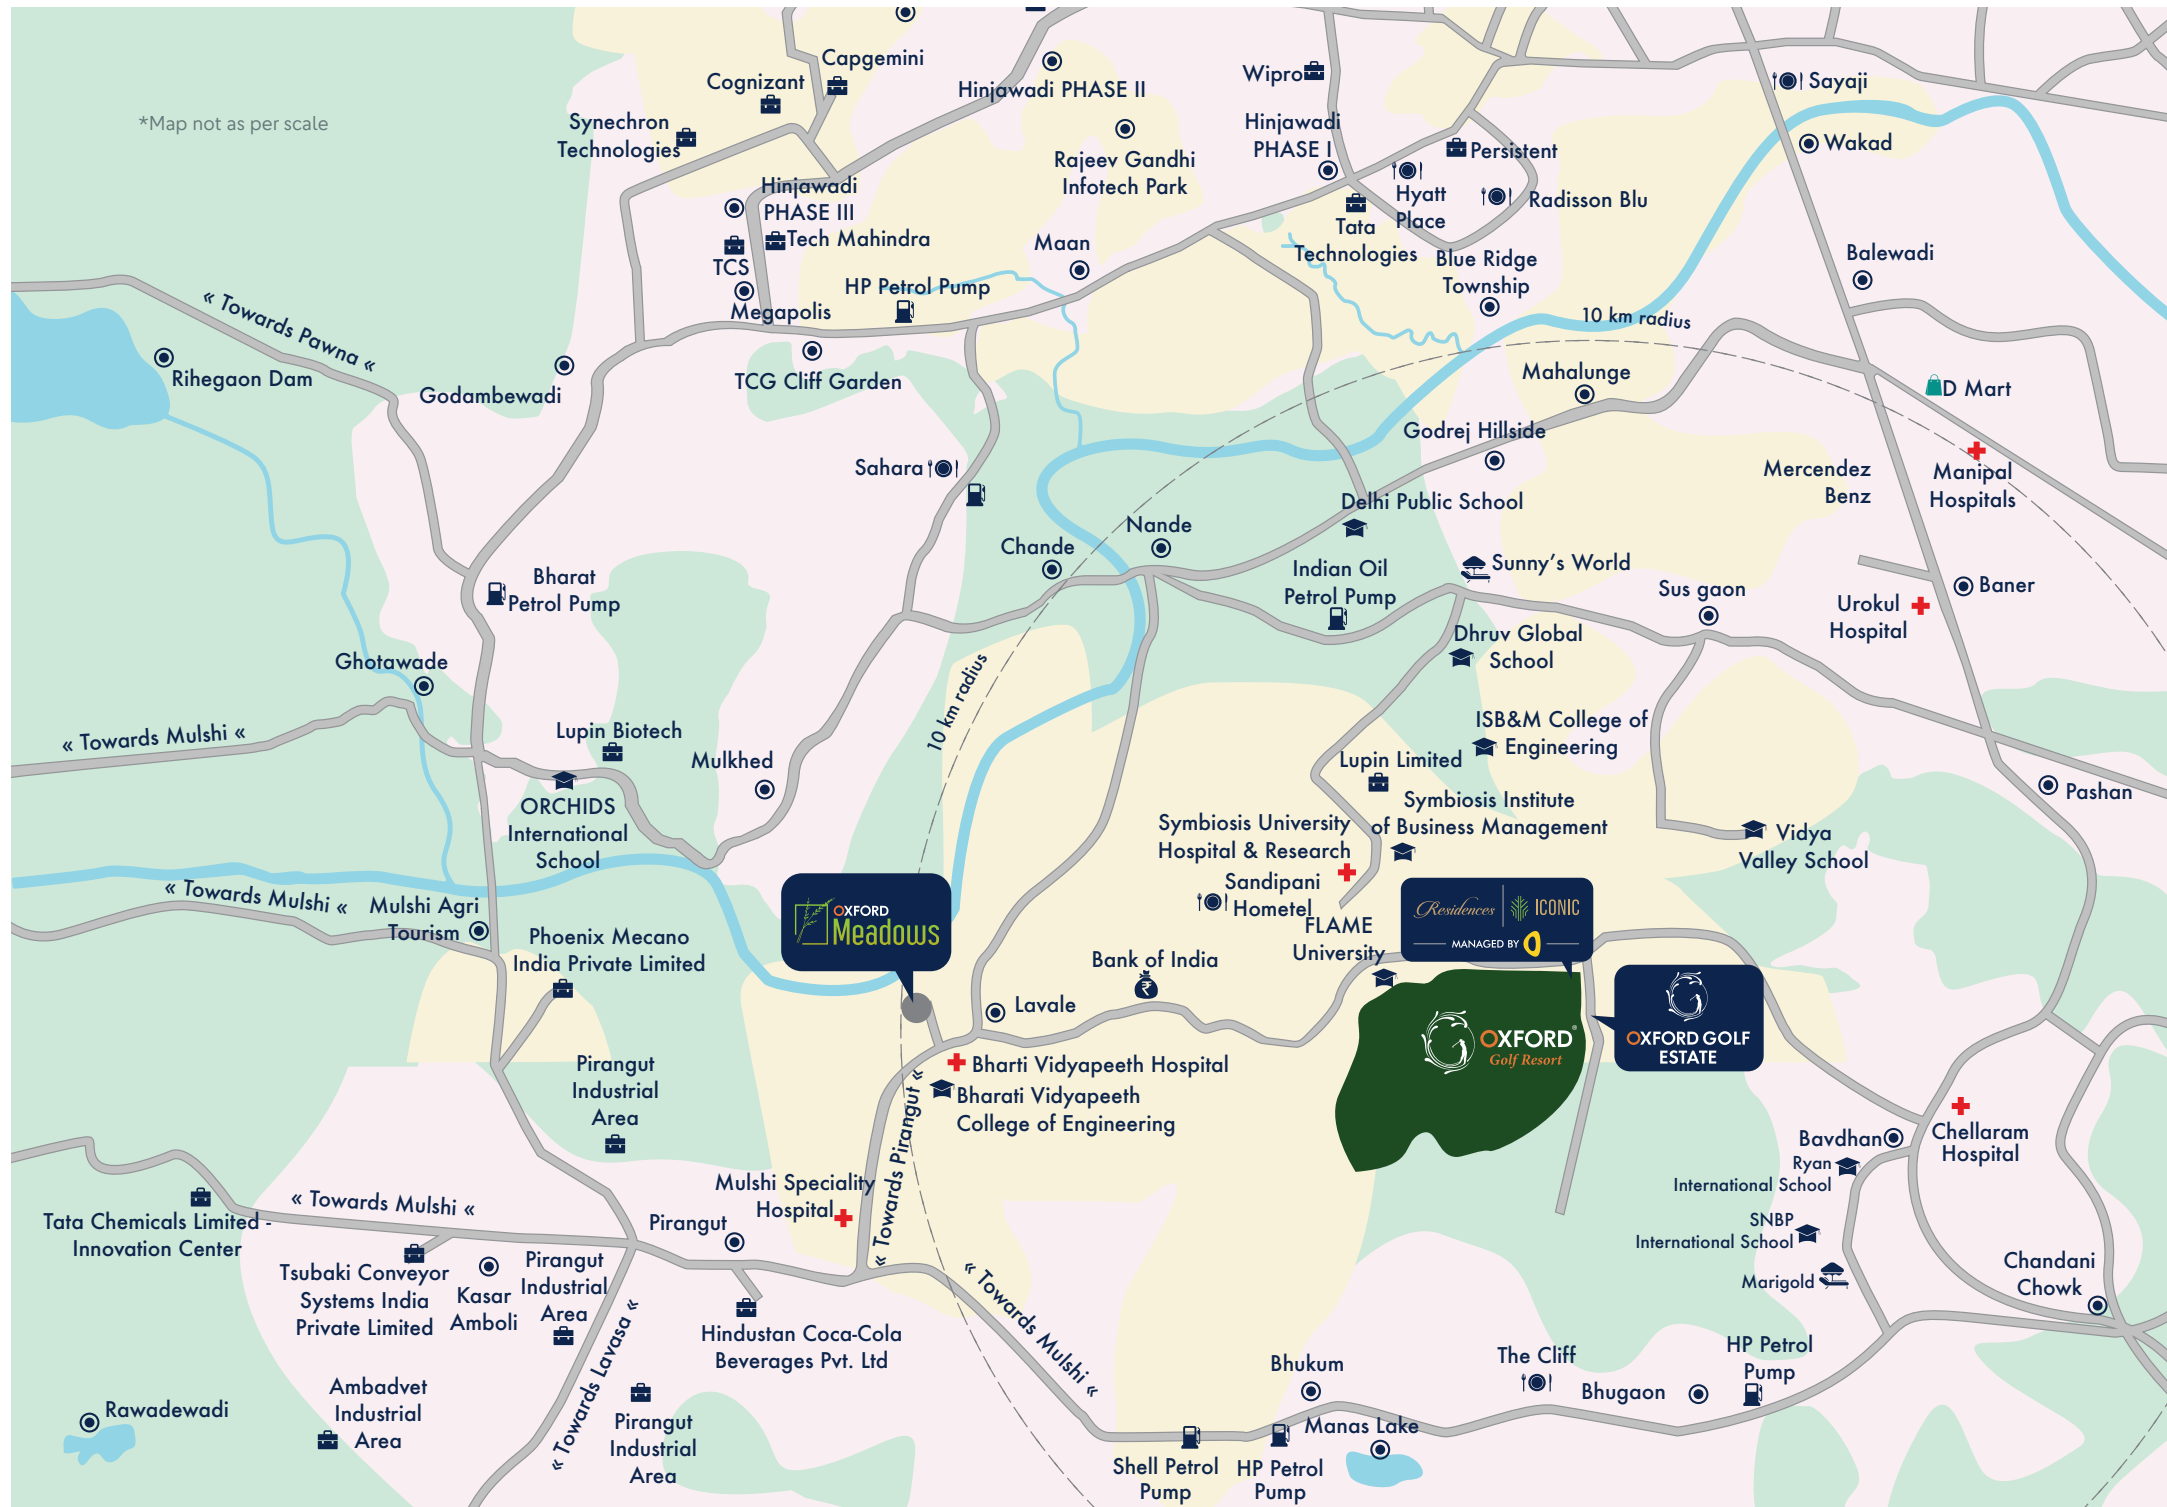 Capgemini
Cognizant
*Map not as per scale
Synechron
Technologies
Hinjawadi PHASE II
Rajeev Gandhi
Infotech Park
Wipro
Hinjawadi
PHASE I
Persistent
Hyatt
Place
Radisson Blu
Sayaji
Wakad
Hinjawadi
PHASE III
Tech Mahindra
TCS
Megapolis
HP Petrol Pump
Maan
Tata
Technologies
Blue Ridge
Township
Balewadi
10 km radius
« Towards Pawna «
Rihegaon Dam
Godambewadi
TCG Cliff Garden
Mahalunge
D Mart
Godrej Hillside
Sahara
Mercendez
Benz
Manipal
Hospitals
Delhi Public School
Nande
Chande
Indian Oil
Petrol Pump
Sunny's World
Sus gaon
Baner
Urokul
Hospital
Bharat
Petrol Pump
Dhruv Global
School
Ghotawade
10 km radius
« Towards Mulshi «
Lupin Biotech
Mulkhed
ISB&M College of
Engineering
Lupin Limited
Pashan
ORCHIDS
International
School
Symbiosis Institute
of Business Management
Symbiosis University
Hospital & Research
Vidya
Valley School
Sandipani
Hometel
« Towards Mulshi «
Mulshi Agri
Tourism
OXFORD
Meadows
Residences
ICONIC
MANAGED BY
FLAME
University
Phoenix Mecano
India Private Limited
Bank of India
Lavale
OXFORD®
Golf Resort
OXFORD GOLF
ESTATE
Pirangut
Industrial
Area
Bharti Vidyapeeth Hospital
Bharati Vidyapeeth
College of Engineering
« Towards Pirangut «
Chellaram
Hospital
Bavdhan
Ryan
International School
Mulshi Speciality
Hospital
« Towards Mulshi «
Tata Chemicals Limited -
Innovation Center
Pirangut
SNBP
International School
Marigold
Chandani
Chowk
Tsubaki Conveyor
Systems India
Private Limited
Kasar
Amboli
Pirangut
Industrial
Area
« Towards Lavasa «
Hindustan Coca-Cola
Beverages Pvt. Ltd
« Towards Mulshi «
Bhukum
The Cliff
Bhugaon
HP Petrol
Pump
Rawadewadi
Ambadvet
Industrial
Area
Pirangut
Industrial
Area
Manas Lake
Shell Petrol
Pump
HP Petrol
Pump